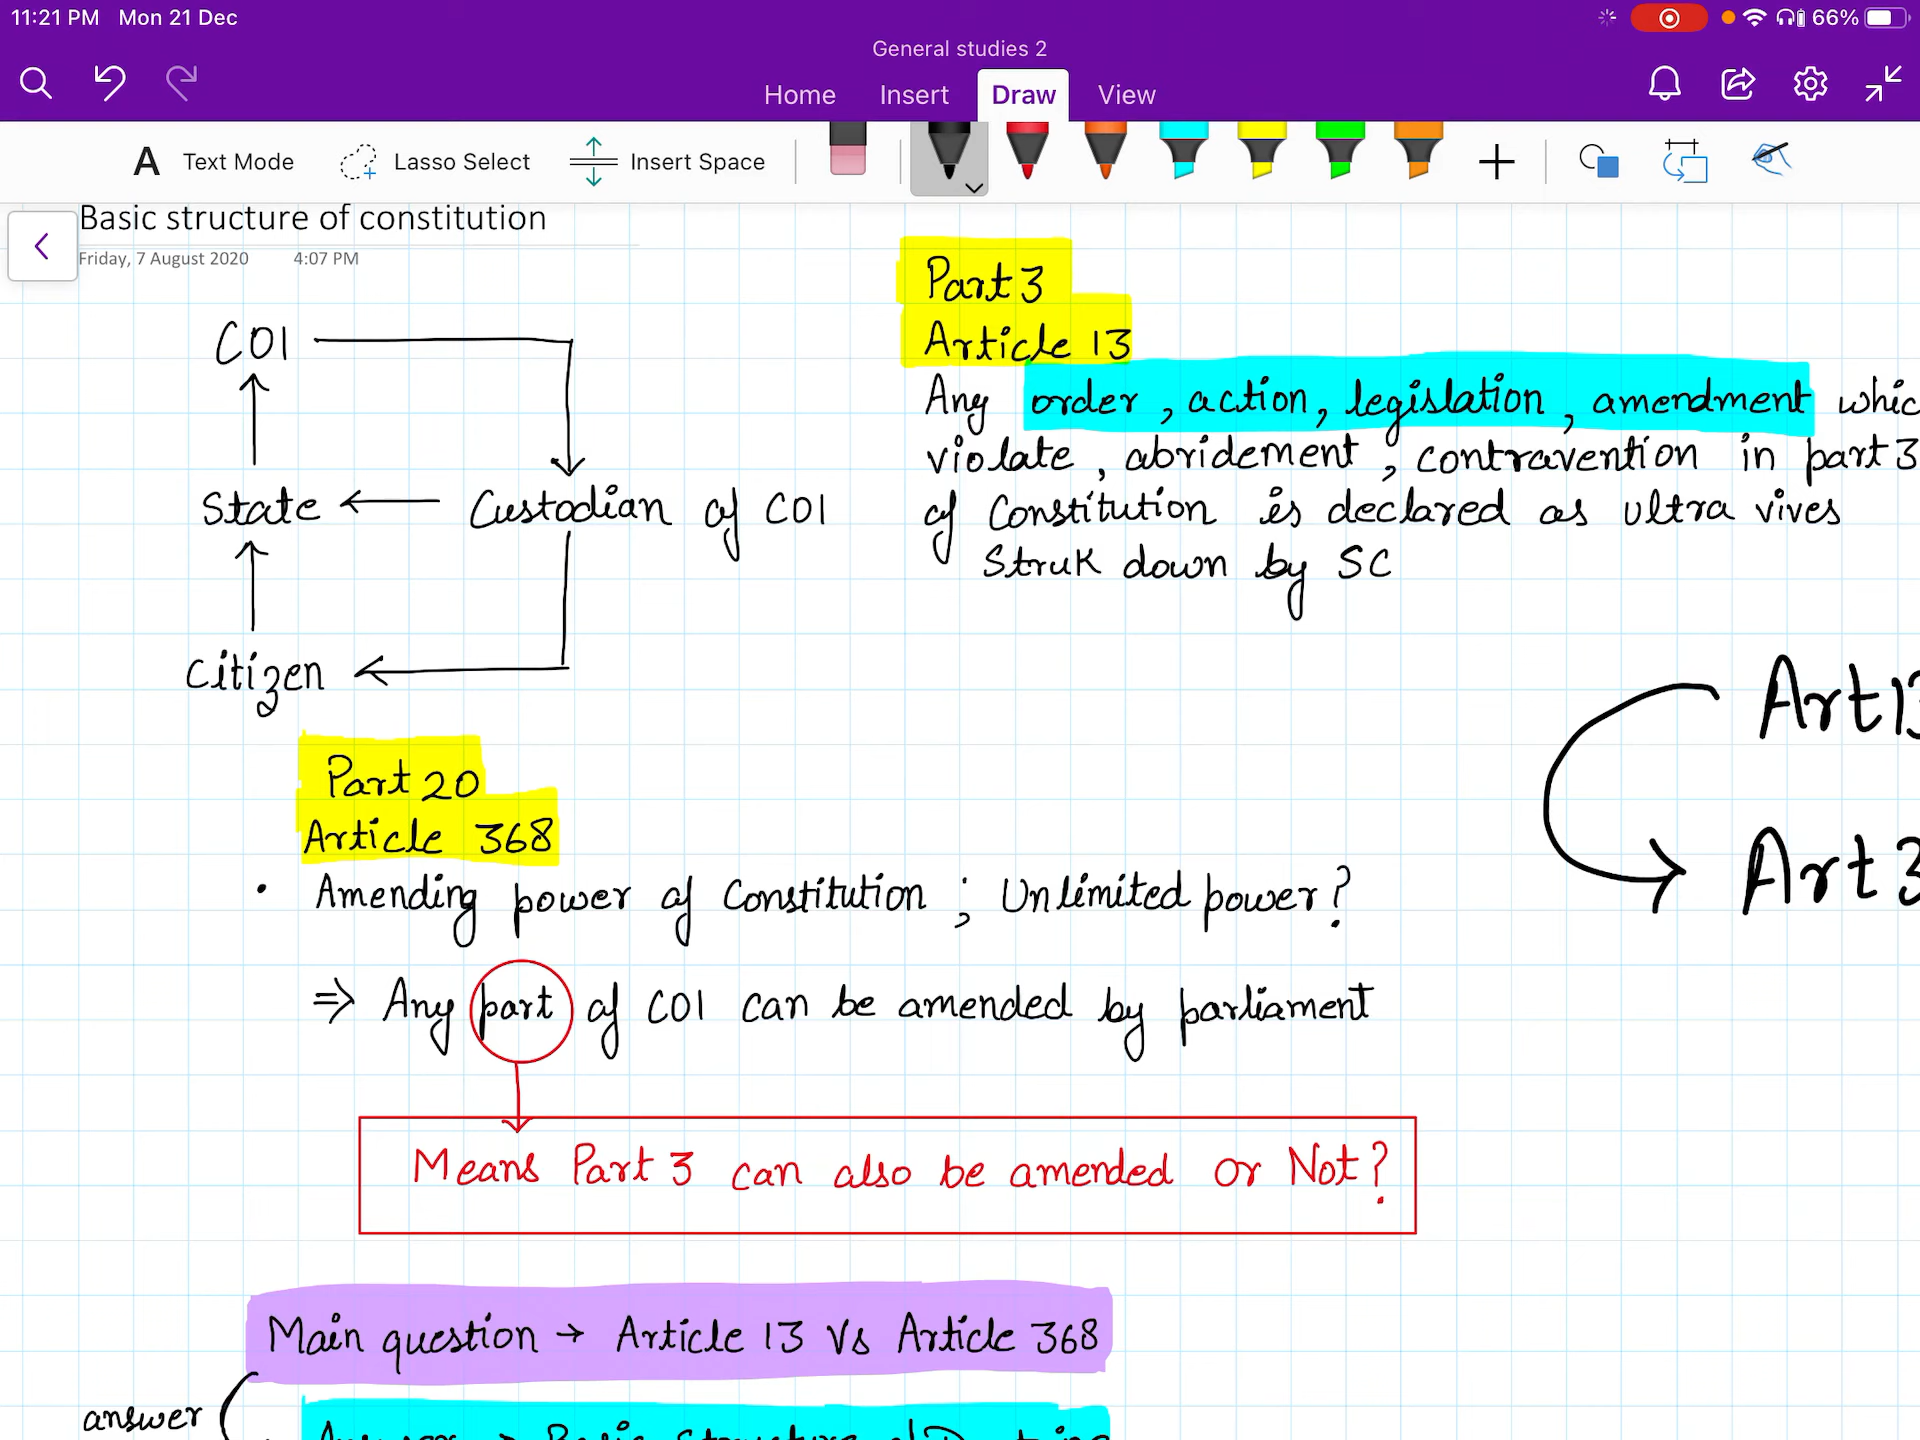 11:21 PM Mon 21 Dec
66%
General studies 2
Home Insert Draw View
Text Mode Lasso Select Insert Space
Basic structure of constitution
Friday, 7 August 2020 4:07 PM
COI
State
Custodian of COI
Citizen
Part 3
Article 13
Any order, action, legislation, amendment whic
violate, abridement, contravention in part 3
of Constitution is declared as ultra vives
Struk down by SC
Art 13
Art 3
Part 20
Article 368
• Amending power of Constitution ; Unlimited power?
⇒ Any part of COI can be amended by parliament
Means Part 3 can also be amended or Not?
Main question → Article 13 Vs Article 368
answer